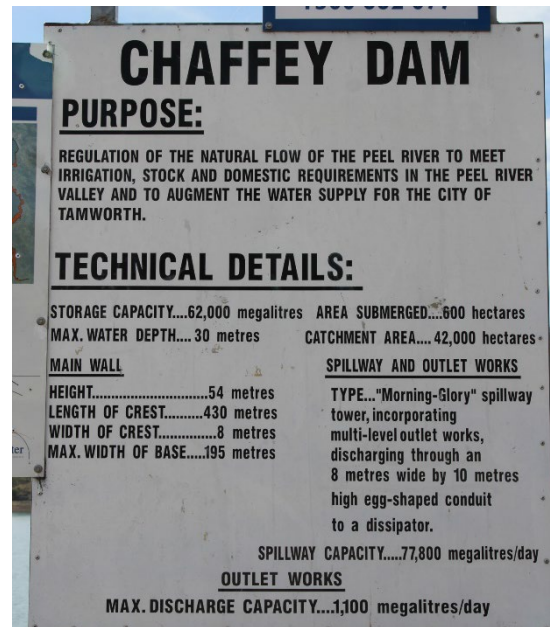 CHAFFEY DAM
PURPOSE:
REGULATION OF THE NATURAL FLOW OF THE PEEL RIVER TO MEET
IRRIGATION, STOCK AND DOMESTIC REQUIREMENTS IN THE PEEL RIVER
VALLEY AND TO AUGMENT THE WATER SUPPLY FOR THE CITY OF
TAMWORTH.
TECHNICAL DETAILS:
STORAGE CAPACITY....62,000 megalitres AREA SUBMERGED....600 hectares
MAX. WATER DEPTH.... 30 metres CATCHMENT AREA.... 42,000 hectares
MAIN WALL
HEIGHT..............................54 metres
LENGTH OF CREST..........430 metres
WIDTH OF CREST...............8 metres
MAX. WIDTH OF BASE.....195 metres
SPILLWAY AND OUTLET WORKS
TYPE..."Morning-Glory" spillway
tower, incorporating
multi-level outlet works,
discharging through an
8 metres wide by 10 metres
high egg-shaped conduit
to a dissipator.
SPILLWAY CAPACITY.....77,800 megalitres/day
OUTLET WORKS
MAX. DISCHARGE CAPACITY....1,100 megalitres/day